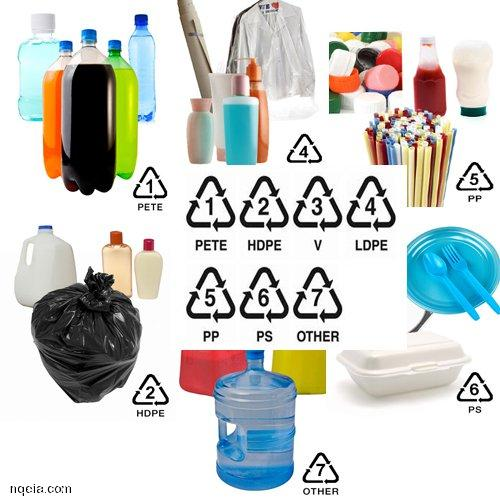 1
PETE
4
5
PP
1
PETE
2
HDPE
3
V
4
LDPE
5
PP
6
PS
7
OTHER
2
HDPE
6
PS
7
OTHER
nqcia.com